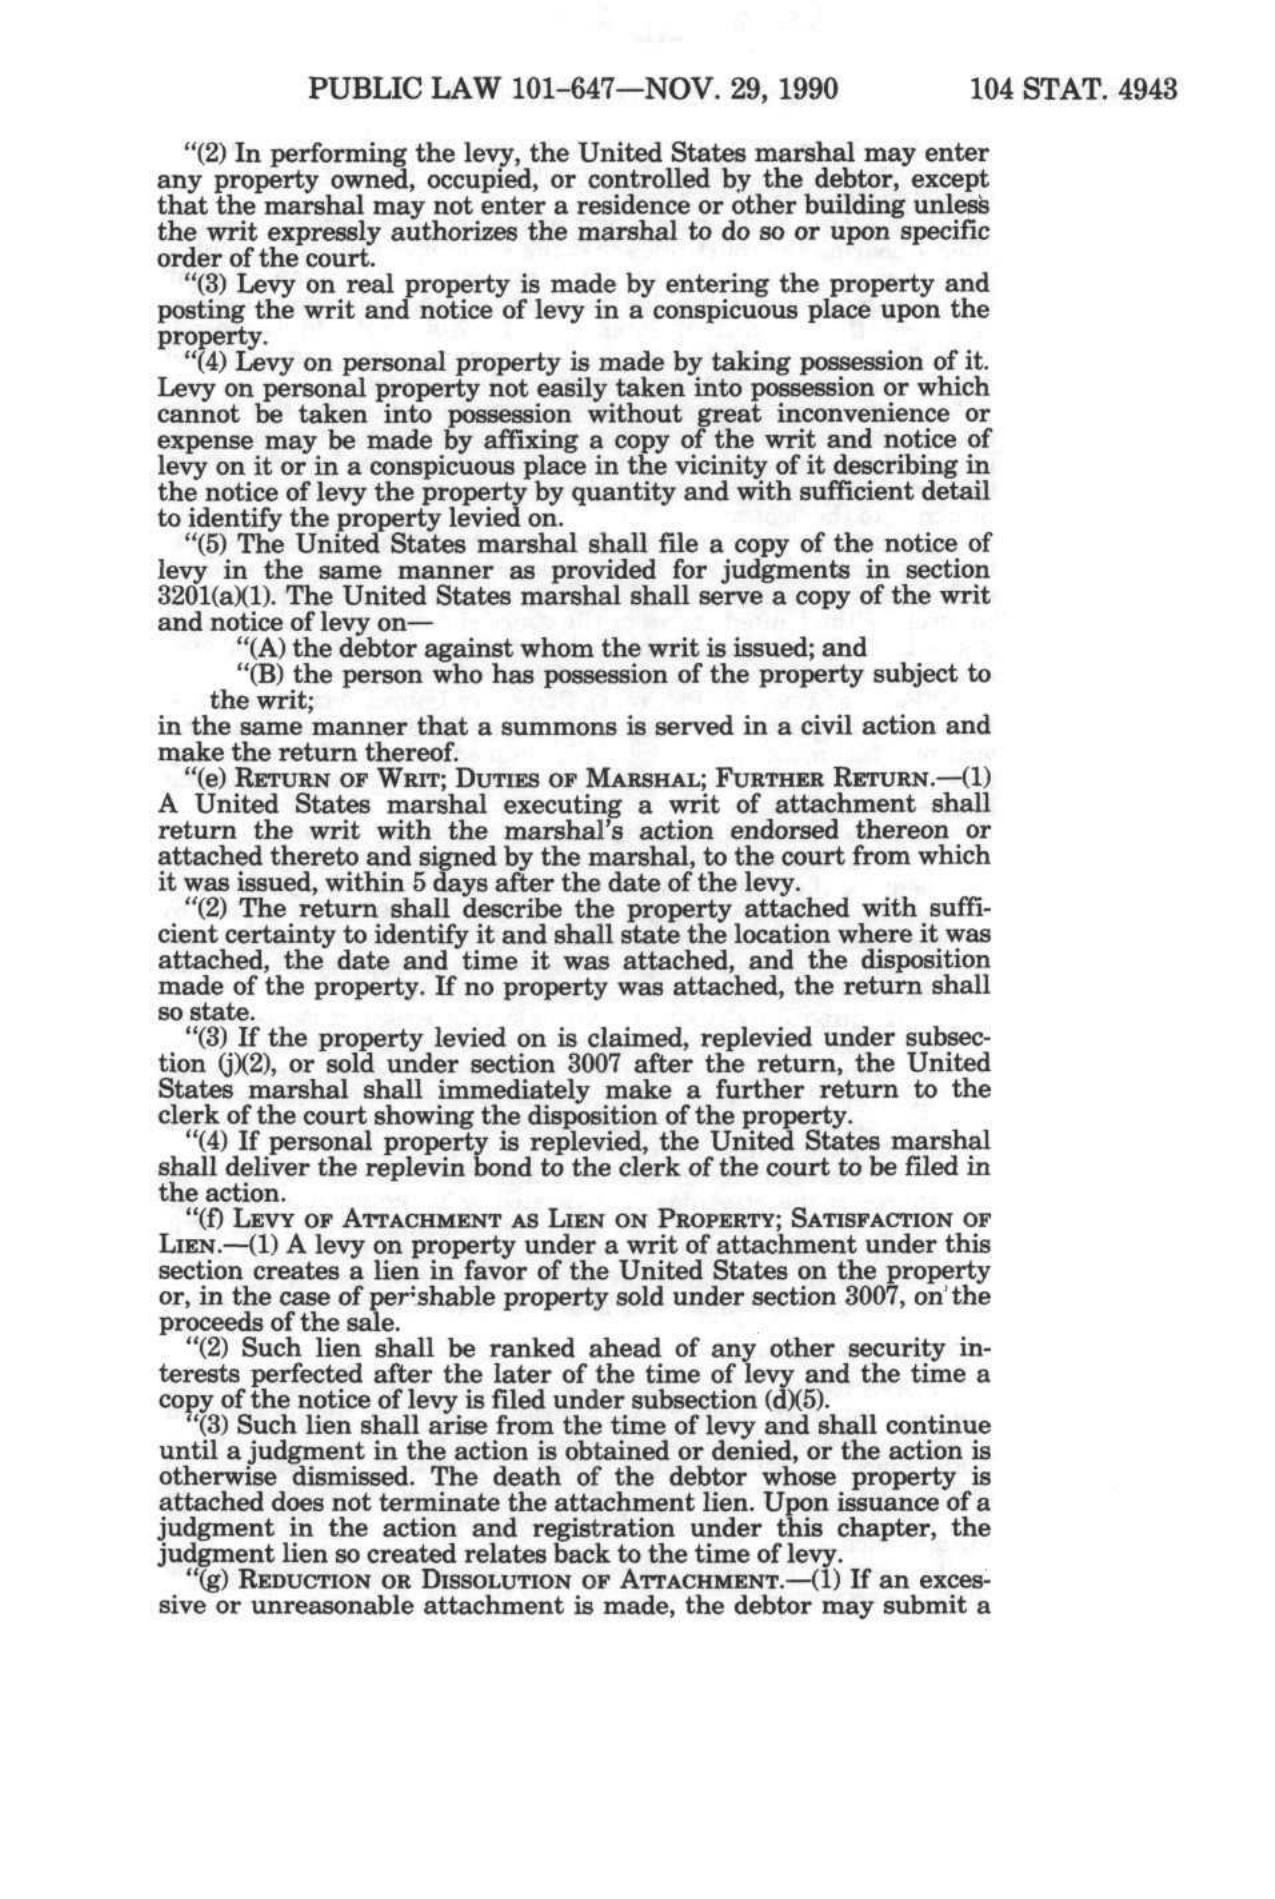 PUBLIC LAW 101–647—NOV. 29, 1990 104 STAT. 4943
“(2) In performing the levy, the United States marshal may enter
any property owned, occupied, or controlled by the debtor, except
that the marshal may not enter a residence or other building unless
the writ expressly authorizes the marshal to do so or upon specific
order of the court.
“(3) Levy on real property is made by entering the property and
posting the writ and notice of levy in a conspicuous place upon the
property.
“(4) Levy on personal property is made by taking possession of it.
Levy on personal property not easily taken into possession or which
cannot be taken into possession without great inconvenience or
expense may be made by affixing a copy of the writ and notice of
levy on it or in a conspicuous place in the vicinity of it describing in
the notice of levy the property by quantity and with sufficient detail
to identify the property levied on.
“(5) The United States marshal shall file a copy of the notice of
levy in the same manner as provided for judgments in section
3201(a)(1). The United States marshal shall serve a copy of the writ
and notice of levy on—
“(A) the debtor against whom the writ is issued; and
“(B) the person who has possession of the property subject to
the writ;
in the same manner that a summons is served in a civil action and
make the return thereof.
“(e) RETURN OF WRIT; DUTIES OF MARSHAL; FURTHER RETURN.—(1)
A United States marshal executing a writ of attachment shall
return the writ with the marshal’s action endorsed thereon or
attached thereto and signed by the marshal, to the court from which
it was issued, within 5 days after the date of the levy.
“(2) The return shall describe the property attached with suffi-
cient certainty to identify it and shall state the location where it was
attached, the date and time it was attached, and the disposition
made of the property. If no property was attached, the return shall
so state.
“(3) If the property levied on is claimed, replevied under subsec-
tion (j)(2), or sold under section 3007 after the return, the United
States marshal shall immediately make a further return to the
clerk of the court showing the disposition of the property.
“(4) If personal property is replevied, the United States marshal
shall deliver the replevin bond to the clerk of the court to be filed in
the action.
“(f) LEVY OF ATTACHMENT AS LIEN ON PROPERTY; SATISFACTION OF
LIEN.—(1) A levy on property under a writ of attachment under this
section creates a lien in favor of the United States on the property
or, in the case of perishable property sold under section 3007, on the
proceeds of the sale.
“(2) Such lien shall be ranked ahead of any other security in-
terests perfected after the later of the time of levy and the time a
copy of the notice of levy is filed under subsection (d)(5).
“(3) Such lien shall arise from the time of levy and shall continue
until a judgment in the action is obtained or denied, or the action is
otherwise dismissed. The death of the debtor whose property is
attached does not terminate the attachment lien. Upon issuance of a
judgment in the action and registration under this chapter, the
judgment lien so created relates back to the time of levy.
“(g) REDUCTION OR DISSOLUTION OF ATTACHMENT.—(1) If an exces-
sive or unreasonable attachment is made, the debtor may submit a